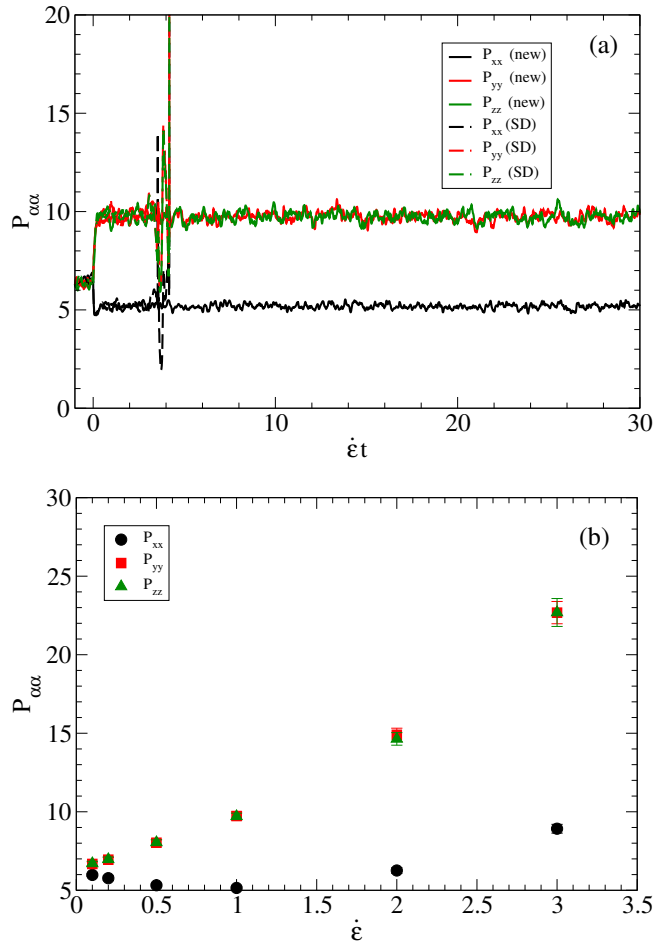 (a)
P_xx (new)
P_yy (new)
P_zz (new)
P_xx (SD)
P_yy (SD)
P_zz (SD)
20
15
10
5
0
P_αα
0 10 20 30
ε̇ t
(b)
P_xx
P_yy
P_zz
30
25
20
15
10
5
P_αα
0 0.5 1 1.5 2 2.5 3 3.5
ε̇